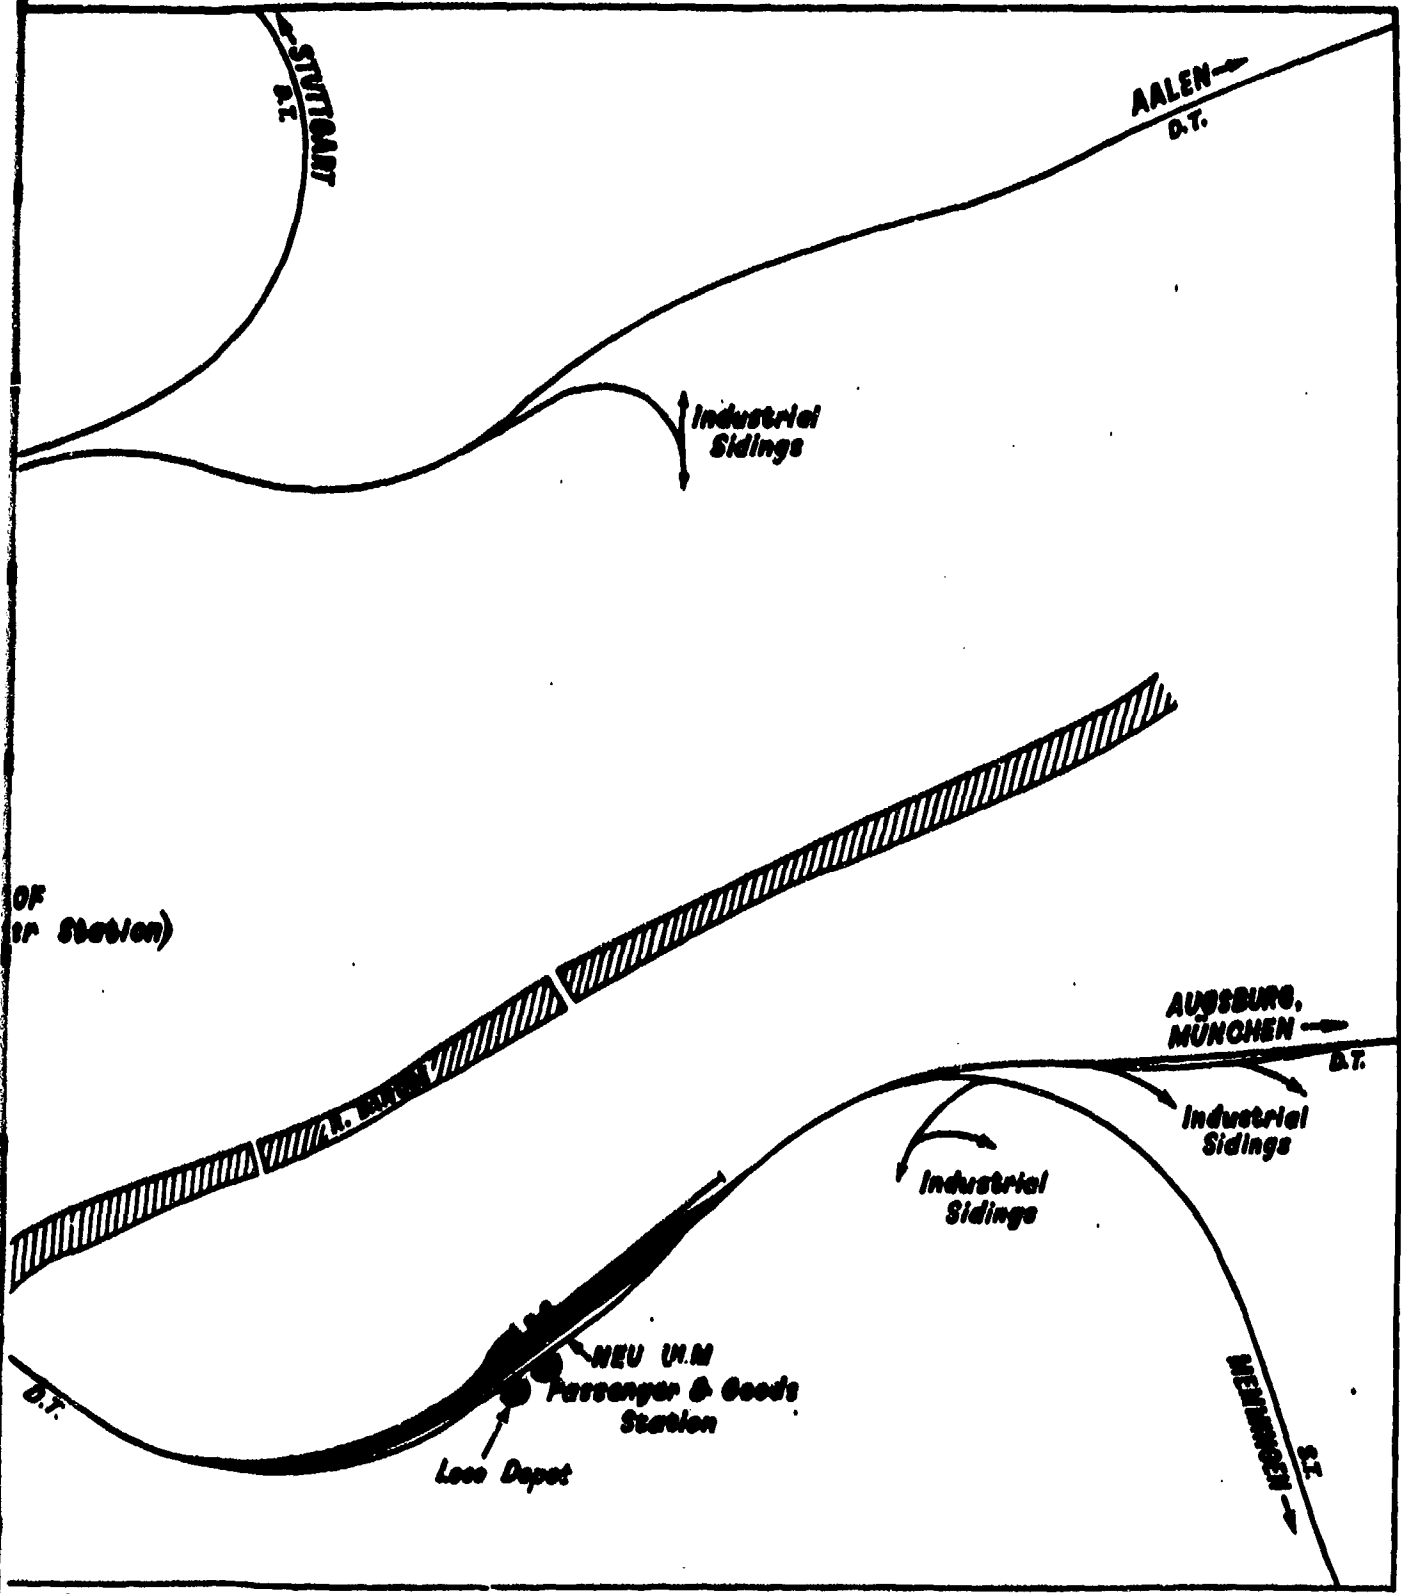 STUTTGART
D.T.
AALEN
D.T.
Industrial
Sidings
OF
Station)
AUGSBURG,
MÜNCHEN
D.T.
Industrial
Sidings
Industrial
Sidings
R.
NEU ULM
Passenger & Goods
Station
Loco Depot
D.T.
MEMMINGEN
S.T.